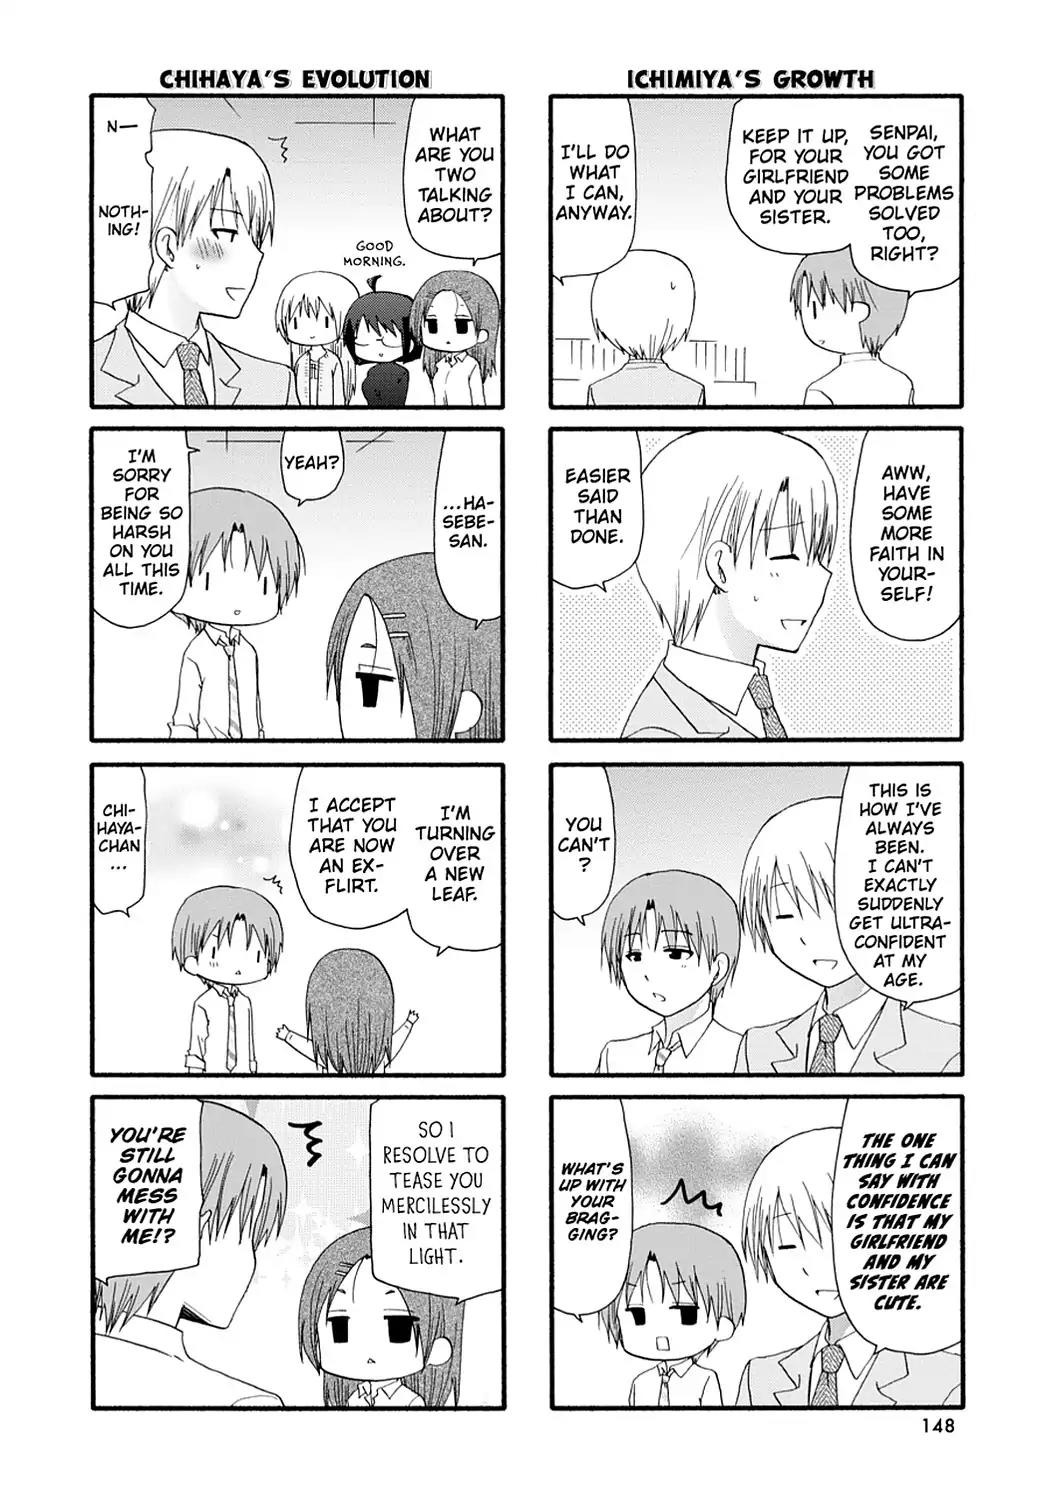 ICHIMIYA'S GROWTH
SENPAI,
YOU GOT
SOME
PROBLEMS
SOLVED
TOO,
RIGHT?
KEEP IT UP,
FOR YOUR
GIRLFRIEND
AND YOUR
SISTER.
I'LL DO
WHAT
I CAN,
ANYWAY.
AWW,
HAVE
SOME
MORE
FAITH IN
YOUR-
SELF!
EASIER
SAID
THAN
DONE.
THIS IS
HOW I'VE
ALWAYS
BEEN.
I CAN'T
EXACTLY
SUDDENLY
GET ULTRA-
CONFIDENT
AT MY
AGE.
YOU
CAN'T
?
THE ONE
THING I CAN
SAY WITH
CONFIDENCE
IS THAT MY
GIRLFRIEND
AND MY
SISTER ARE
CUTE.
WHAT'S
UP WITH
YOUR
BRAG-
GING?
CHIHAYA'S EVOLUTION
WHAT
ARE YOU
TWO
TALKING
ABOUT?
GOOD
MORNING.
N—
NOTH-
ING!
...HA-
SEBE-
SAN.
YEAH?
I'M
SORRY
FOR
BEING SO
HARSH
ON YOU
ALL THIS
TIME.
I'M
TURNING
OVER
A NEW
LEAF.
I ACCEPT
THAT YOU
ARE NOW
AN EX-
FLIRT.
CHI-
HAYA-
CHAN
...
SO I
RESOLVE TO
TEASE YOU
MERCILESSLY
IN THAT
LIGHT.
YOU'RE
STILL
GONNA
MESS
WITH
ME!?
148